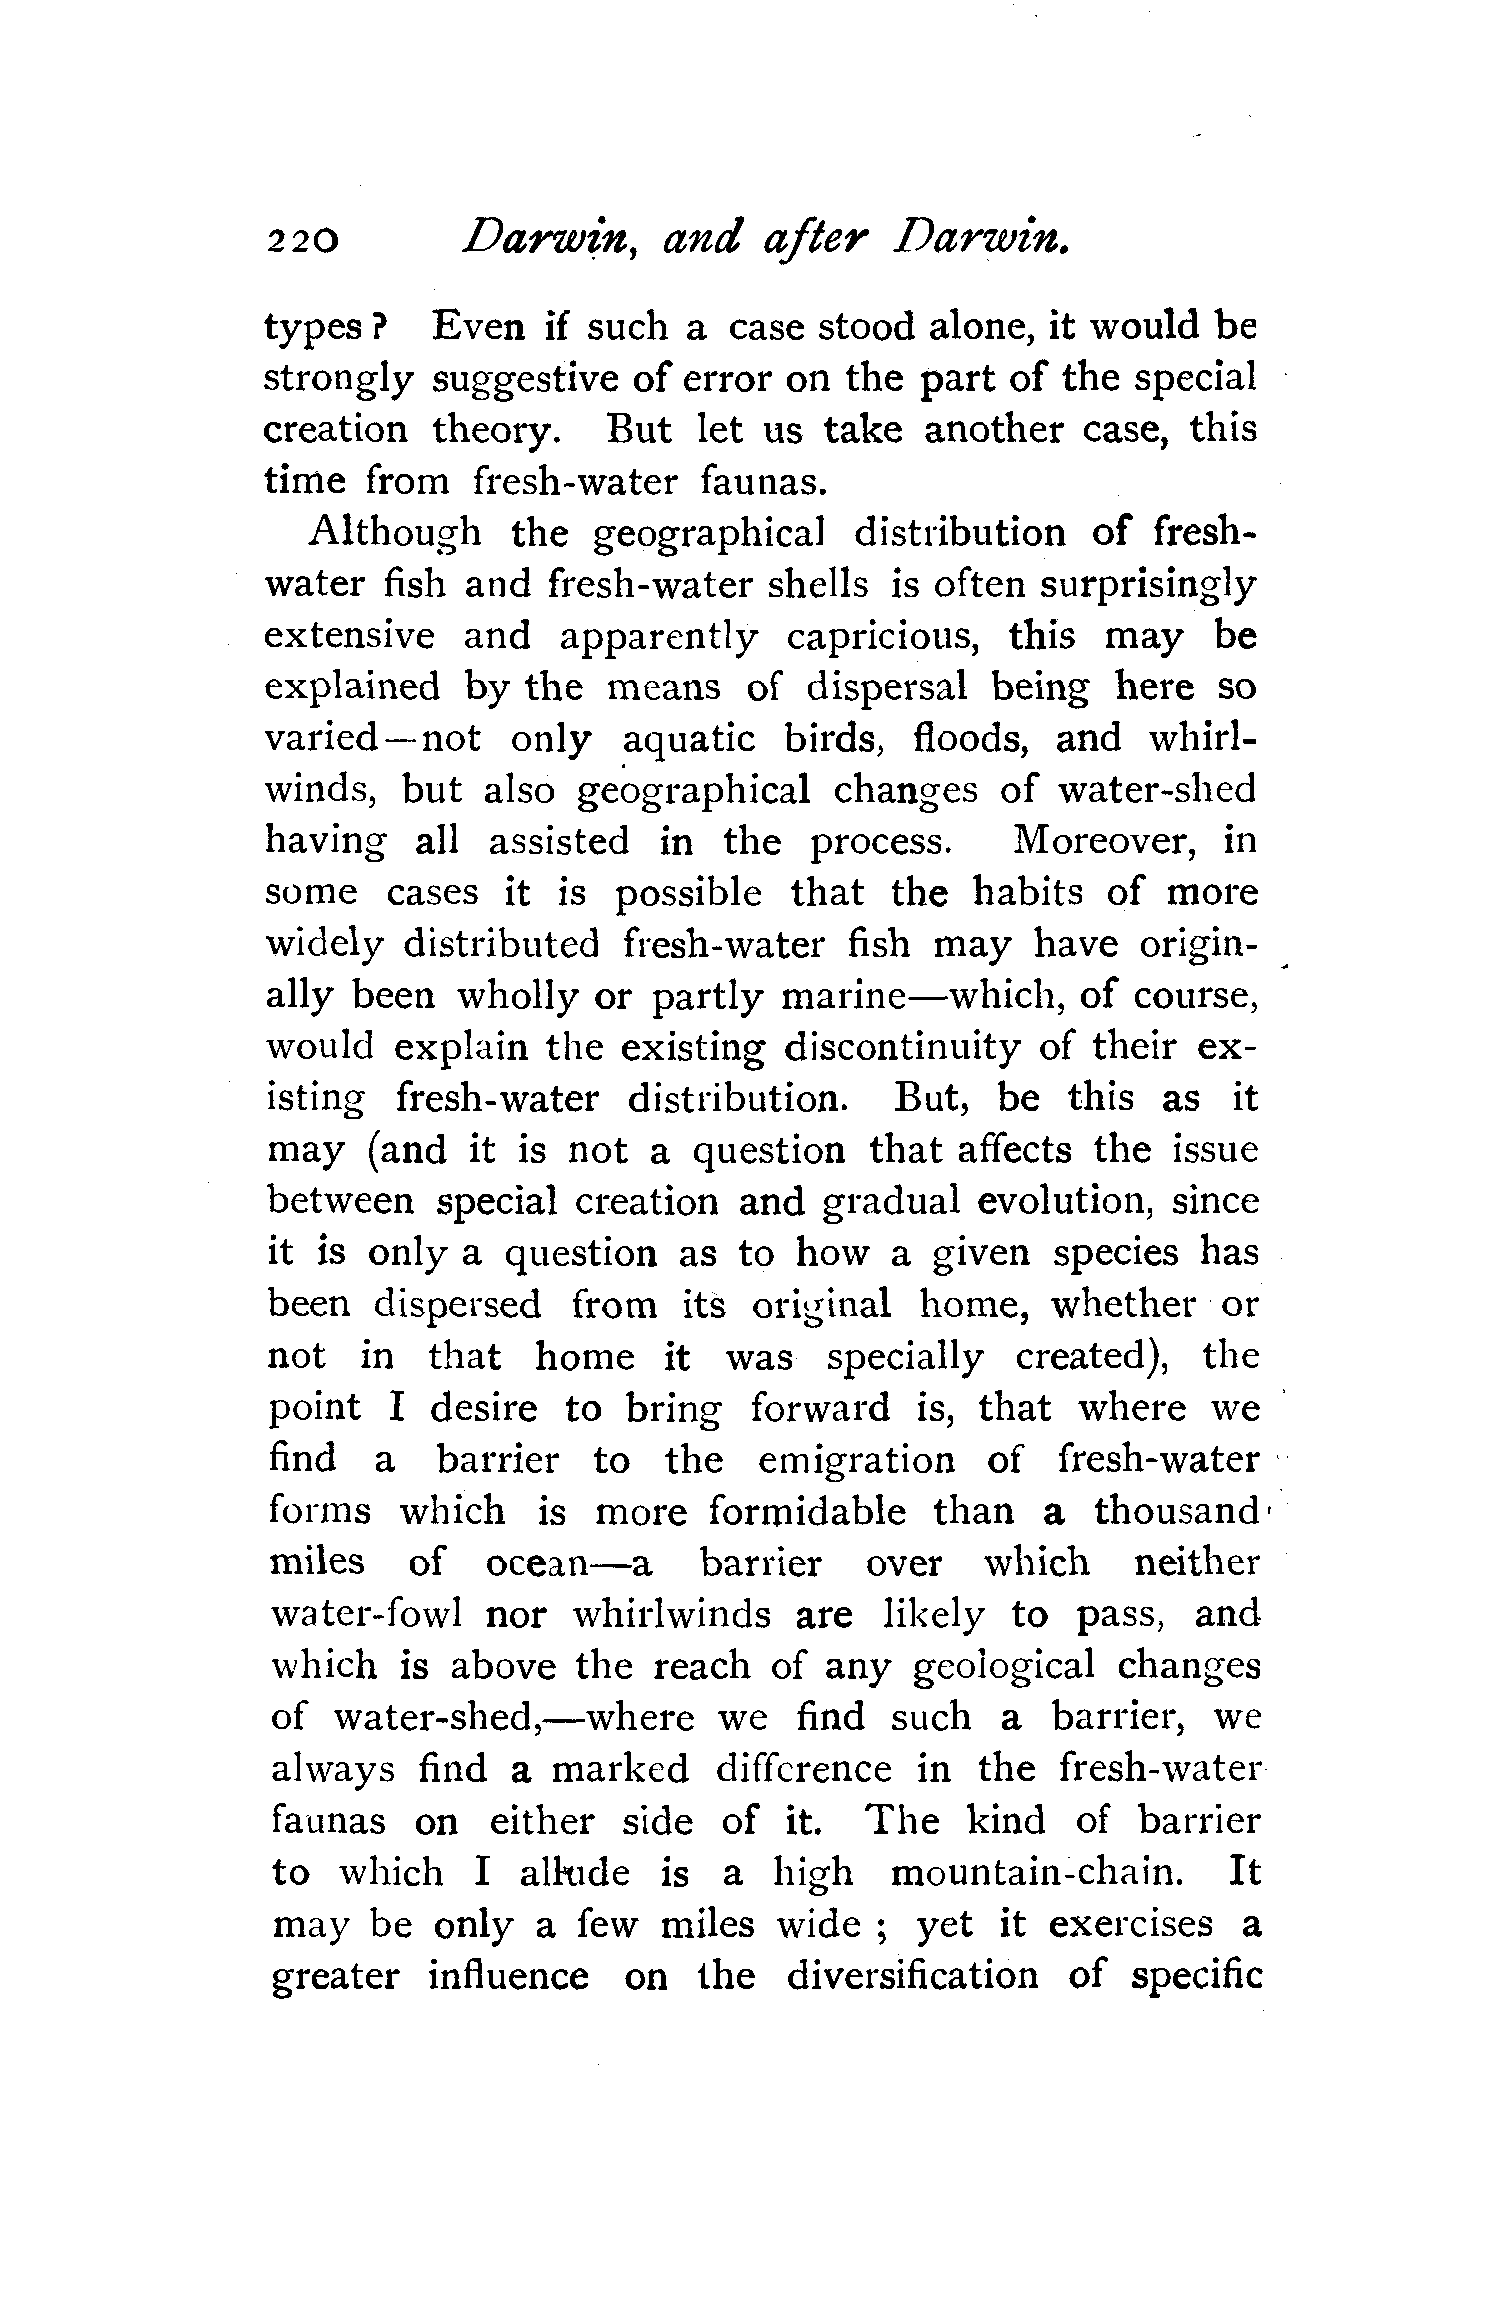 220 Darwin, and after Darwin.
types ? Even if such a case stood alone, it would be
strongly suggestive of error on the part of the special
creation theory. But let us take another case, this
time from fresh-water faunas.
Although the geographical distribution of fresh-
water fish and fresh-water shells is often surprisingly
extensive and apparently capricious, this may be
explained by the means of dispersal being here so
varied—not only aquatic birds, floods, and whirl-
winds, but also geographical changes of water-shed
having all assisted in the process. Moreover, in
some cases it is possible that the habits of more
widely distributed fresh-water fish may have origin-
ally been wholly or partly marine—which, of course,
would explain the existing discontinuity of their ex-
isting fresh-water distribution. But, be this as it
may (and it is not a question that affects the issue
between special creation and gradual evolution, since
it is only a question as to how a given species has
been dispersed from its original home, whether or
not in that home it was specially created), the
point I desire to bring forward is, that where we
find a barrier to the emigration of fresh-water
forms which is more formidable than a thousand
miles of ocean—a barrier over which neither
water-fowl nor whirlwinds are likely to pass, and
which is above the reach of any geological changes
of water-shed,—where we find such a barrier, we
always find a marked difference in the fresh-water
faunas on either side of it. The kind of barrier
to which I allude is a high mountain-chain. It
may be only a few miles wide ; yet it exercises a
greater influence on the diversification of specific